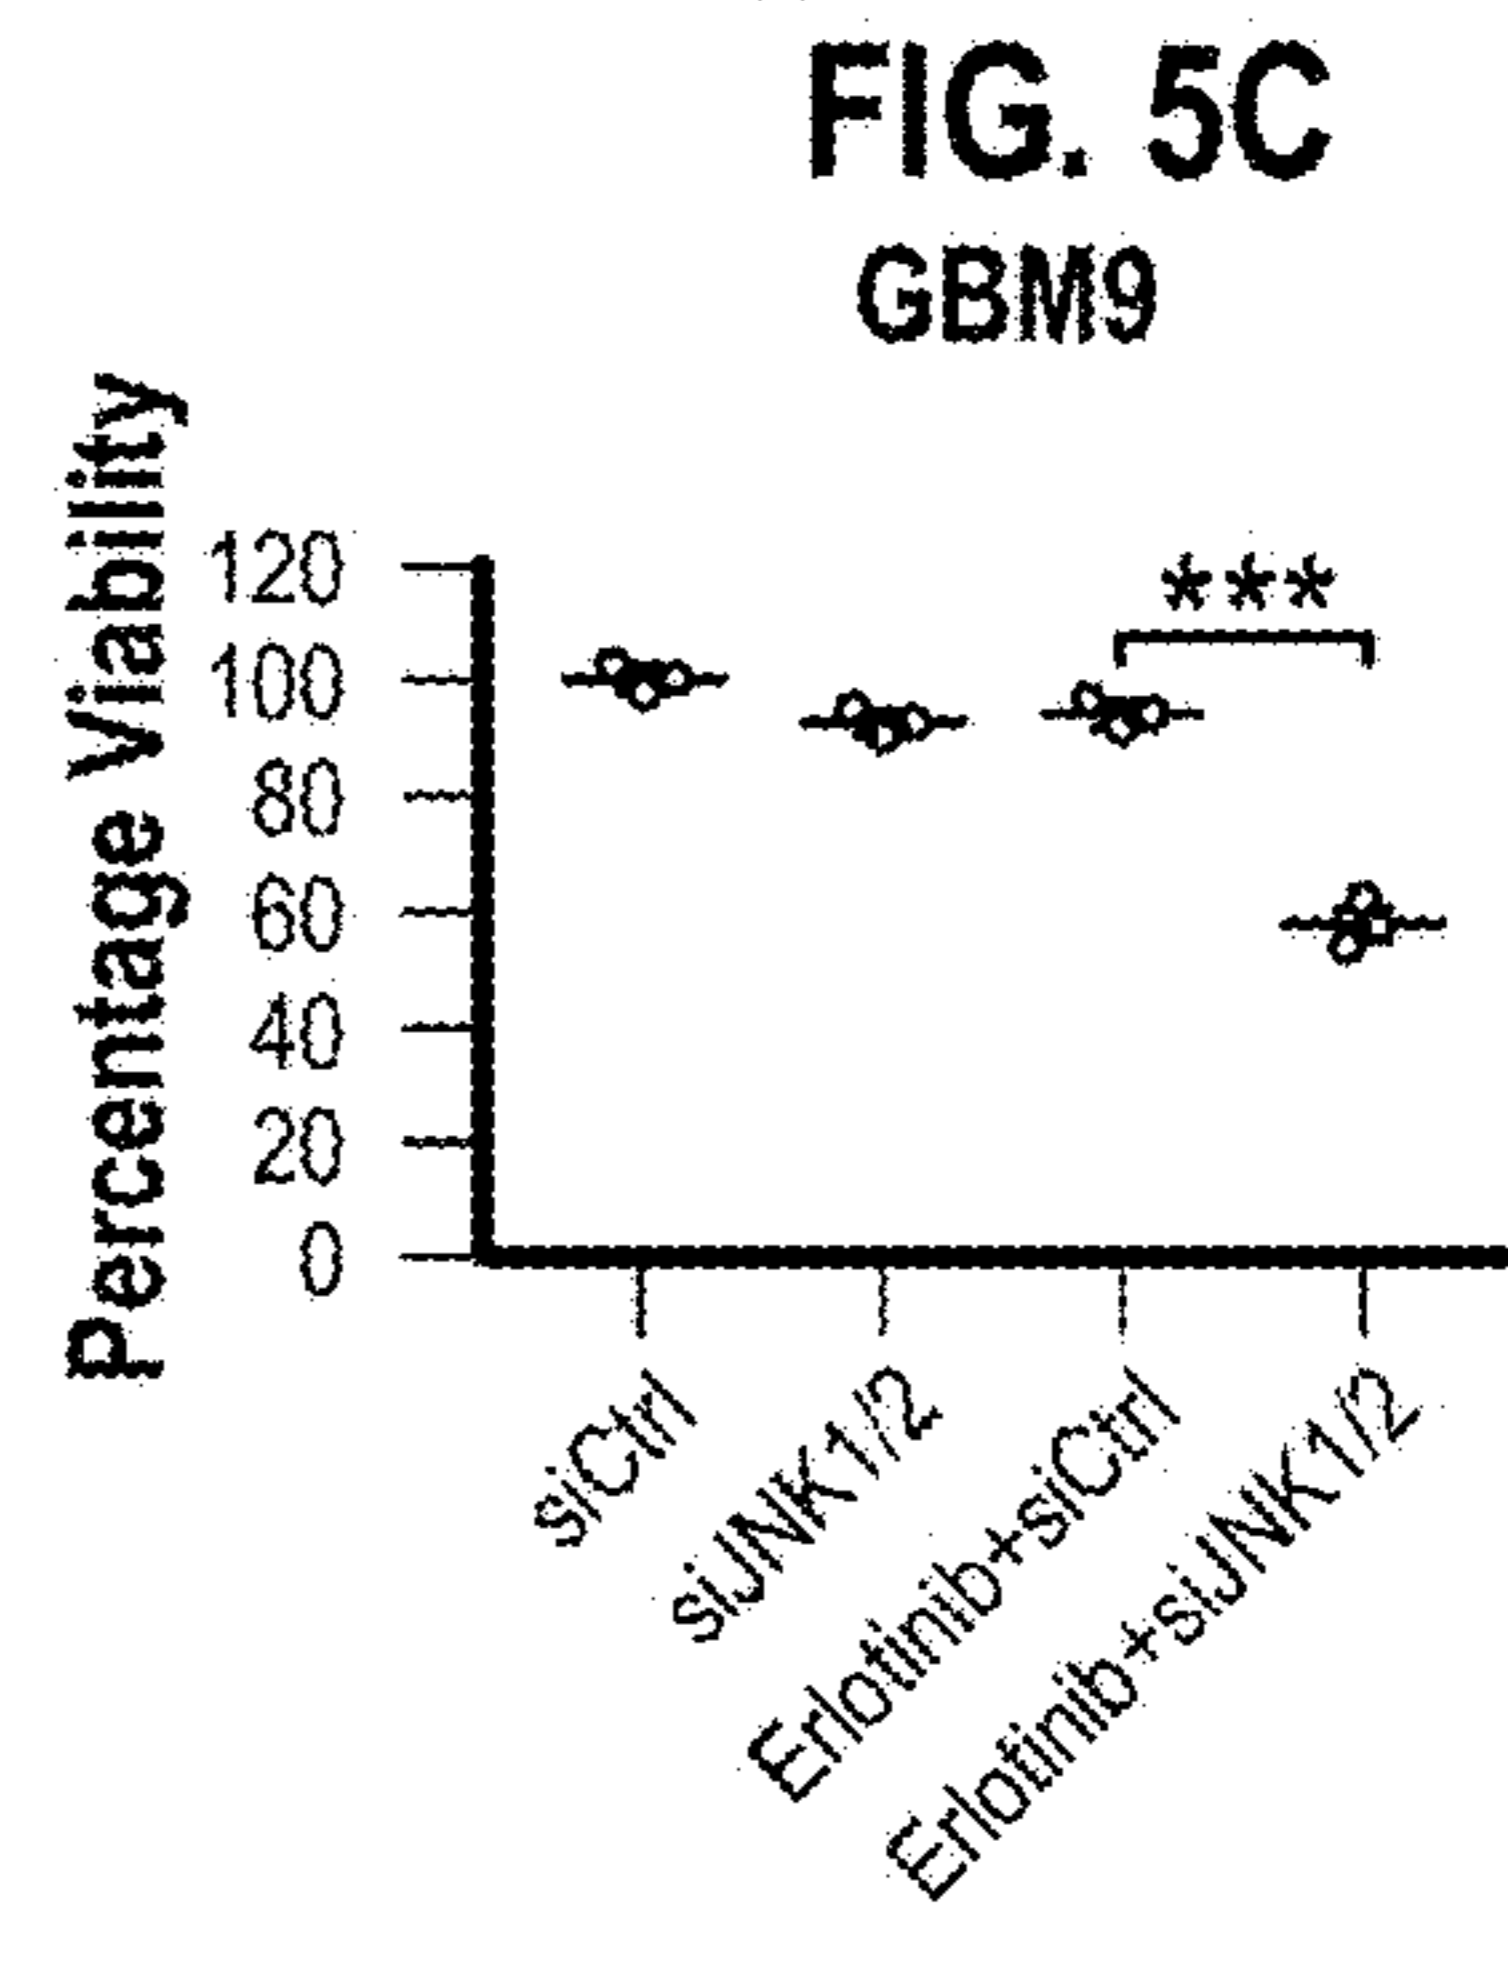 FIG. 5C
GBM9
Percentage Viability
120
100
80
60
40
20
0
***
siCtrl
siJNK1/2
Erlotinib+siCtrl
Erlotinib+siJNK1/2